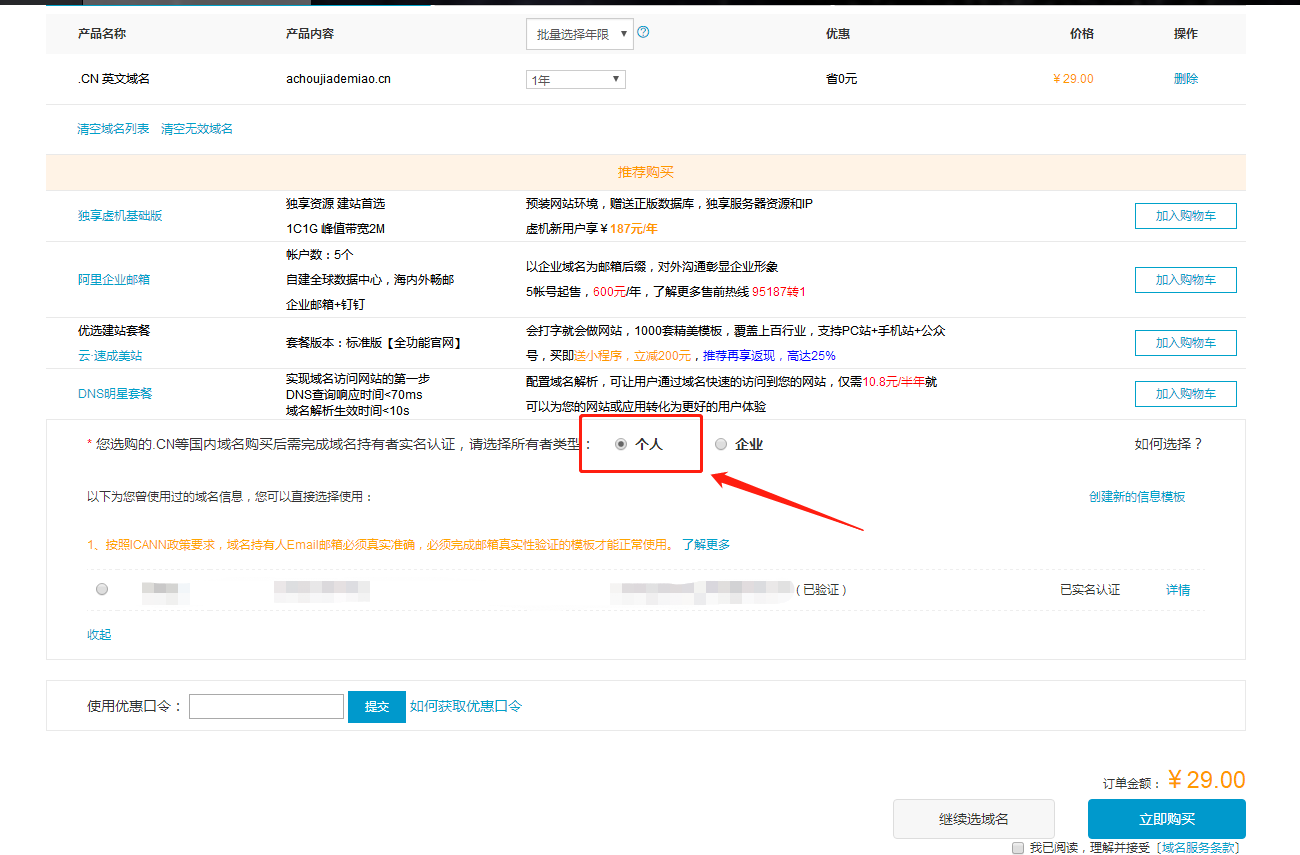 产品名称 产品内容 批量选择年限 ? 优惠 价格 操作
.CN 英文域名 achoujiademiao.cn 1年 省0元 ¥29.00 删除
清空域名列表 清空无效域名
推荐购买
独享虚机基础版
独享资源 建站首选
1C1G 峰值带宽2M
预装网站环境，赠送正版数据库，独享服务器资源和IP
虚机新用户享¥187元/年
加入购物车
阿里企业邮箱
帐户数：5个
自建全球数据中心，海内外畅邮
企业邮箱+钉钉
以企业域名为邮箱后缀，对外沟通彰显企业形象
5帐号起售，600元/年，了解更多售前热线 95187转1
加入购物车
优选建站套餐
云·速成美站
套餐版本：标准版【全功能官网】
会打字就会做网站，1000套精美模板，覆盖上百行业，支持PC站+手机站+公众
号，买即送小程序，立减200元，推荐再享返现，高达25%
加入购物车
DNS明星套餐
实现域名访问网站的第一步
DNS查询响应时间<70ms
域名解析生效时间<10s
配置域名解析，可让用户通过域名快速的访问到您的网站，仅需10.8元/半年就
可以为您的网站或应用转化为更好的用户体验
加入购物车
* 您选购的.CN等国内域名购买后需完成域名持有者实名认证，请选择所有者类型： 个人 企业 如何选择？
以下为您曾使用过的域名信息，您可以直接选择使用： 创建新的信息模板
1、按照ICANN政策要求，域名持有人Email邮箱必须真实准确，必须完成邮箱真实性验证的模板才能正常使用。 了解更多
（已验证） 已实名认证 详情
收起
使用优惠口令： 提交 如何获取优惠口令
订单金额： ¥29.00
继续选域名 立即购买
我已阅读，理解并接受〔域名服务条款〕